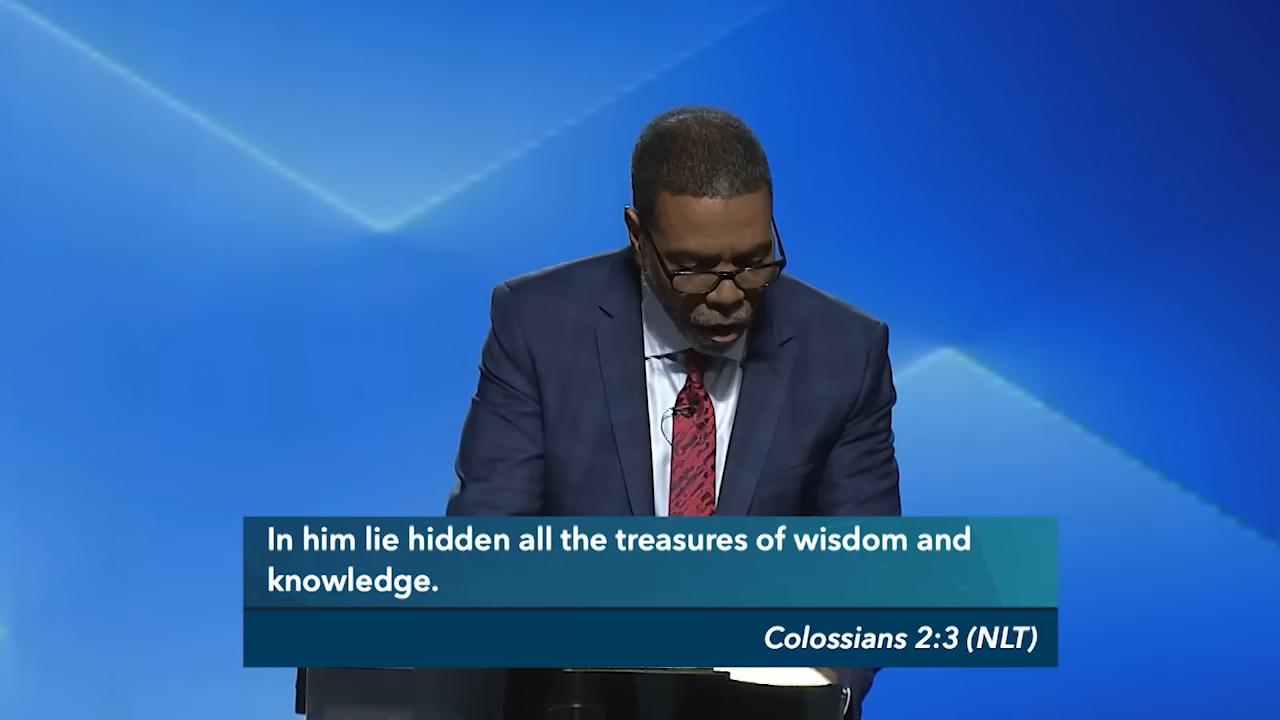 In him lie hidden all the treasures of wisdom and
knowledge.
Colossians 2:3 (NLT)